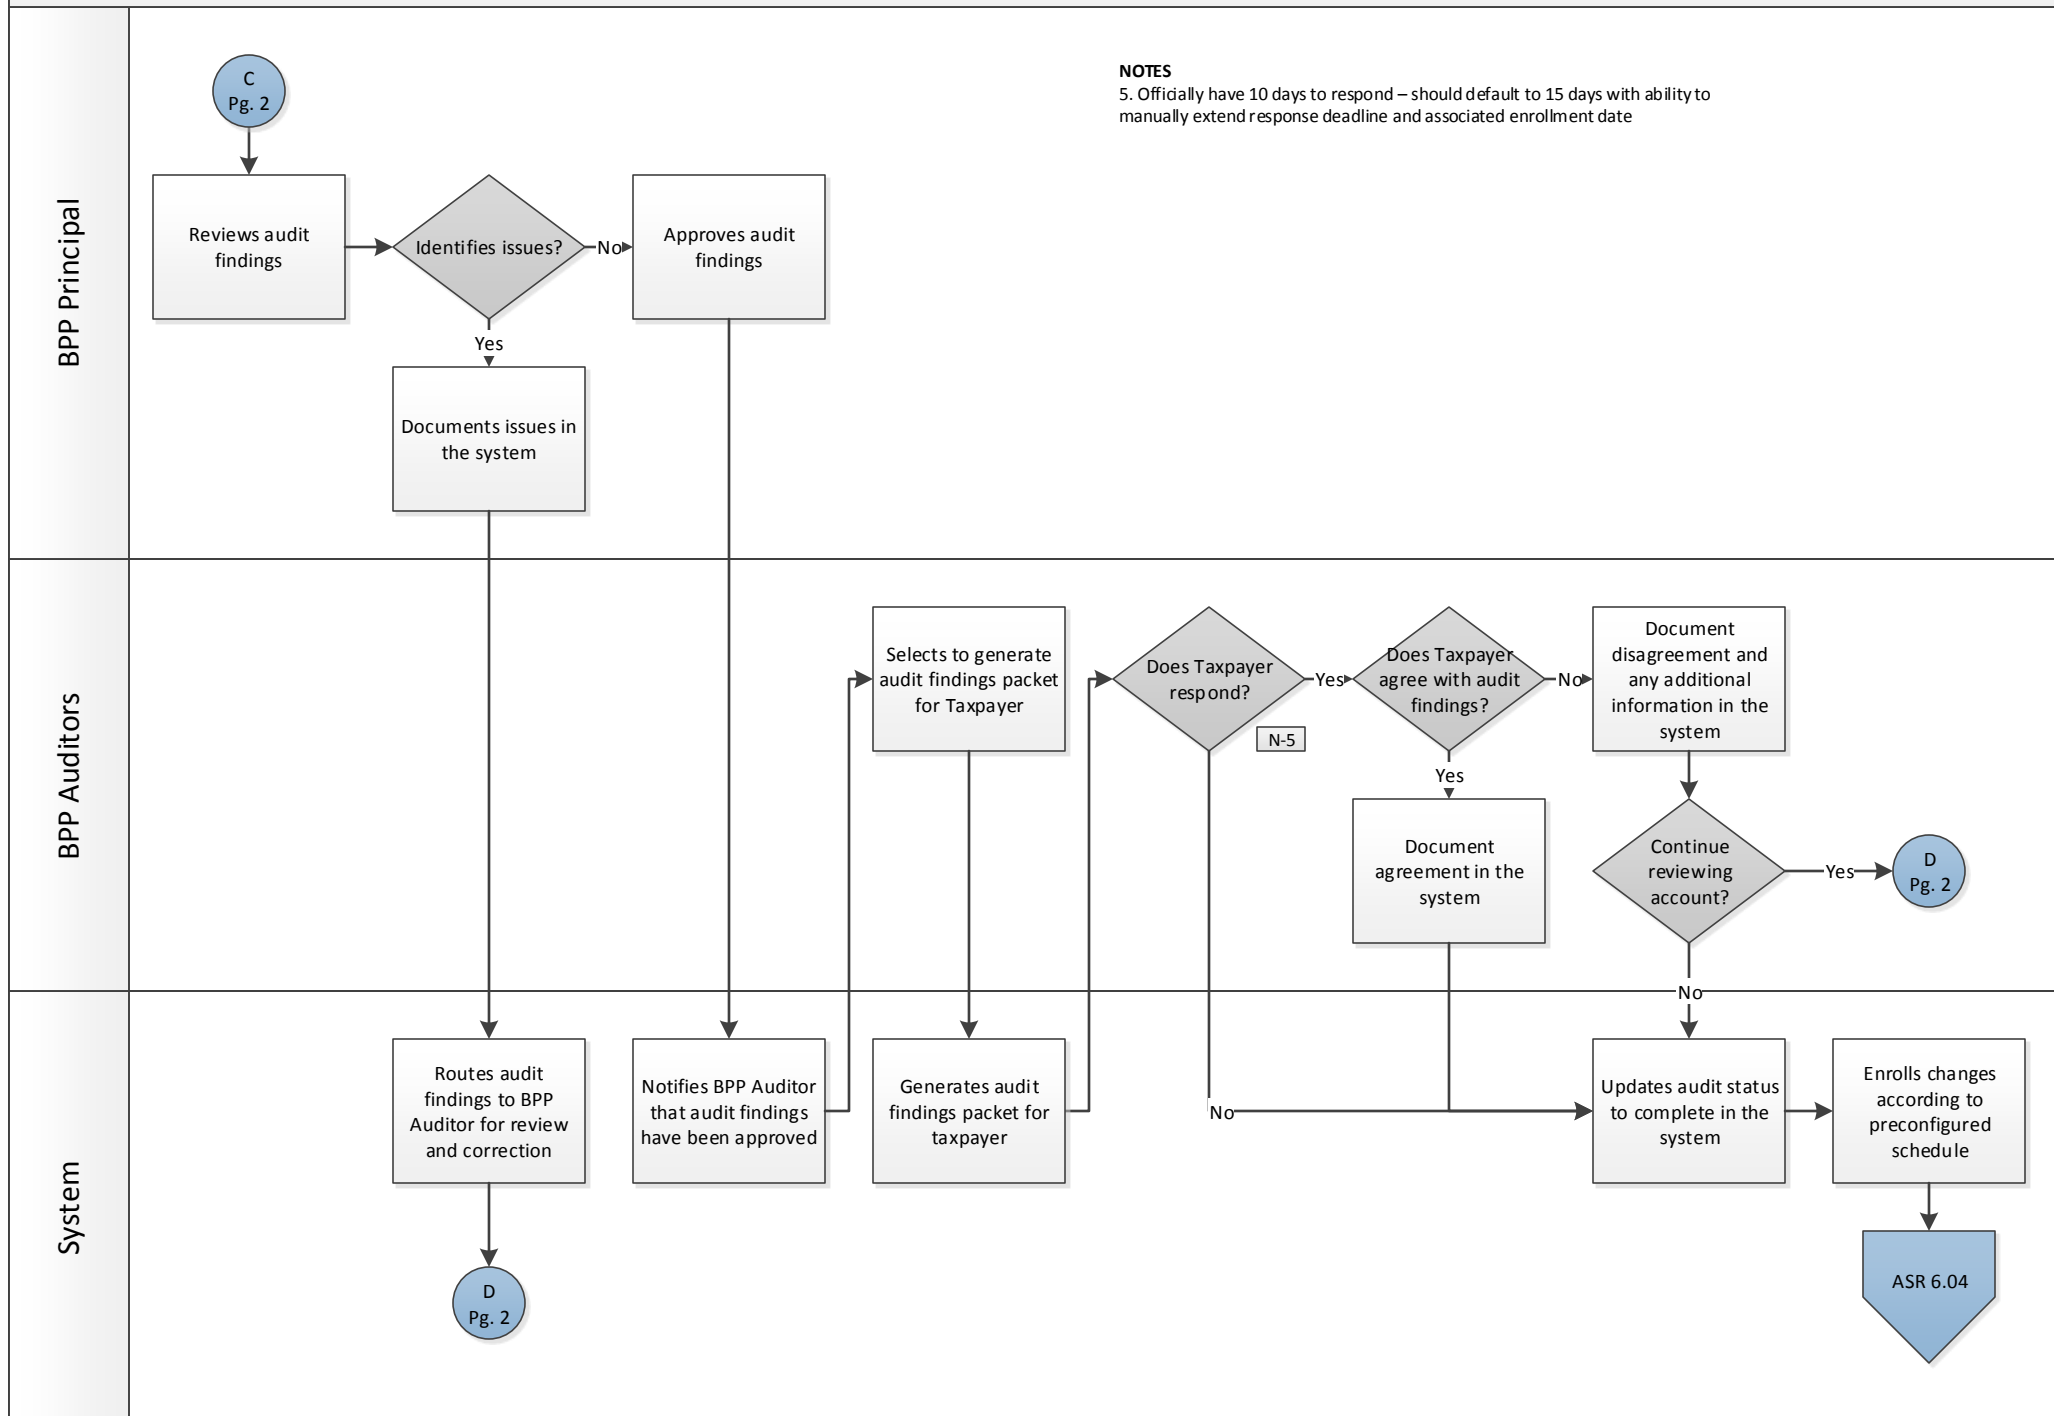 BPP Principal
C
Pg. 2
NOTES
5. Officially have 10 days to respond – should default to 15 days with ability to
manually extend response deadline and associated enrollment date
Reviews audit
findings
Identifies issues?
No
Approves audit
findings
Yes
Documents issues in
the system
BPP Auditors
Selects to generate
audit findings packet
for Taxpayer
Does Taxpayer
respond?
N-5
Yes
Does Taxpayer
agree with audit
findings?
No
Document
disagreement and
any additional
information in the
system
Yes
Document
agreement in the
system
Continue
reviewing
account?
Yes
D
Pg. 2
No
System
Routes audit
findings to BPP
Auditor for review
and correction
Notifies BPP Auditor
that audit findings
have been approved
Generates audit
findings packet for
taxpayer
No
Updates audit status
to complete in the
system
Enrolls changes
according to
preconfigured
schedule
D
Pg. 2
ASR 6.04